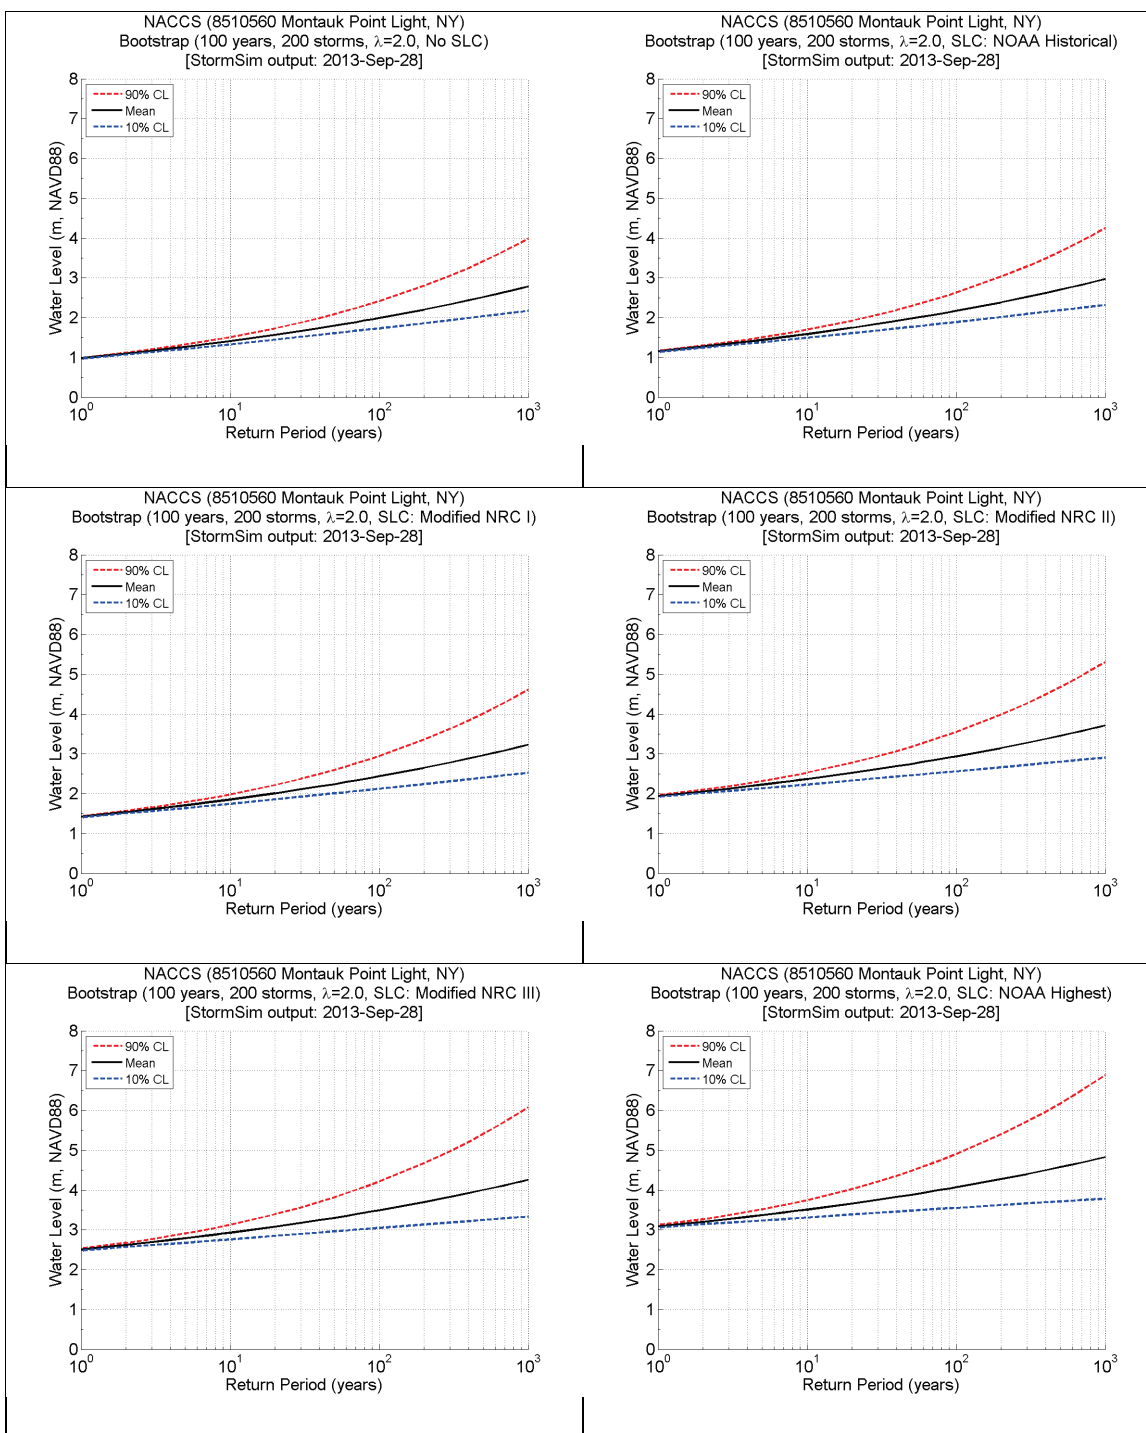 NACCS (8510560 Montauk Point Light, NY)
Bootstrap (100 years, 200 storms, λ=2.0, No SLC)
[StormSim output: 2013-Sep-28]
8
7
6
5
4
3
2
1
0
Water Level (m, NAVD88)
90% CL
Mean
10% CL
10^0
10^1
10^2
10^3
Return Period (years)
NACCS (8510560 Montauk Point Light, NY)
Bootstrap (100 years, 200 storms, λ=2.0, SLC: NOAA Historical)
[StormSim output: 2013-Sep-28]
8
7
6
5
4
3
2
1
0
Water Level (m, NAVD88)
90% CL
Mean
10% CL
10^0
10^1
10^2
10^3
Return Period (years)
NACCS (8510560 Montauk Point Light, NY)
Bootstrap (100 years, 200 storms, λ=2.0, SLC: Modified NRC I)
[StormSim output: 2013-Sep-28]
8
7
6
5
4
3
2
1
0
Water Level (m, NAVD88)
90% CL
Mean
10% CL
10^0
10^1
10^2
10^3
Return Period (years)
NACCS (8510560 Montauk Point Light, NY)
Bootstrap (100 years, 200 storms, λ=2.0, SLC: Modified NRC II)
[StormSim output: 2013-Sep-28]
8
7
6
5
4
3
2
1
0
Water Level (m, NAVD88)
90% CL
Mean
10% CL
10^0
10^1
10^2
10^3
Return Period (years)
NACCS (8510560 Montauk Point Light, NY)
Bootstrap (100 years, 200 storms, λ=2.0, SLC: Modified NRC III)
[StormSim output: 2013-Sep-28]
8
7
6
5
4
3
2
1
0
Water Level (m, NAVD88)
90% CL
Mean
10% CL
10^0
10^1
10^2
10^3
Return Period (years)
NACCS (8510560 Montauk Point Light, NY)
Bootstrap (100 years, 200 storms, λ=2.0, SLC: NOAA Highest)
[StormSim output: 2013-Sep-28]
8
7
6
5
4
3
2
1
0
Water Level (m, NAVD88)
90% CL
Mean
10% CL
10^0
10^1
10^2
10^3
Return Period (years)